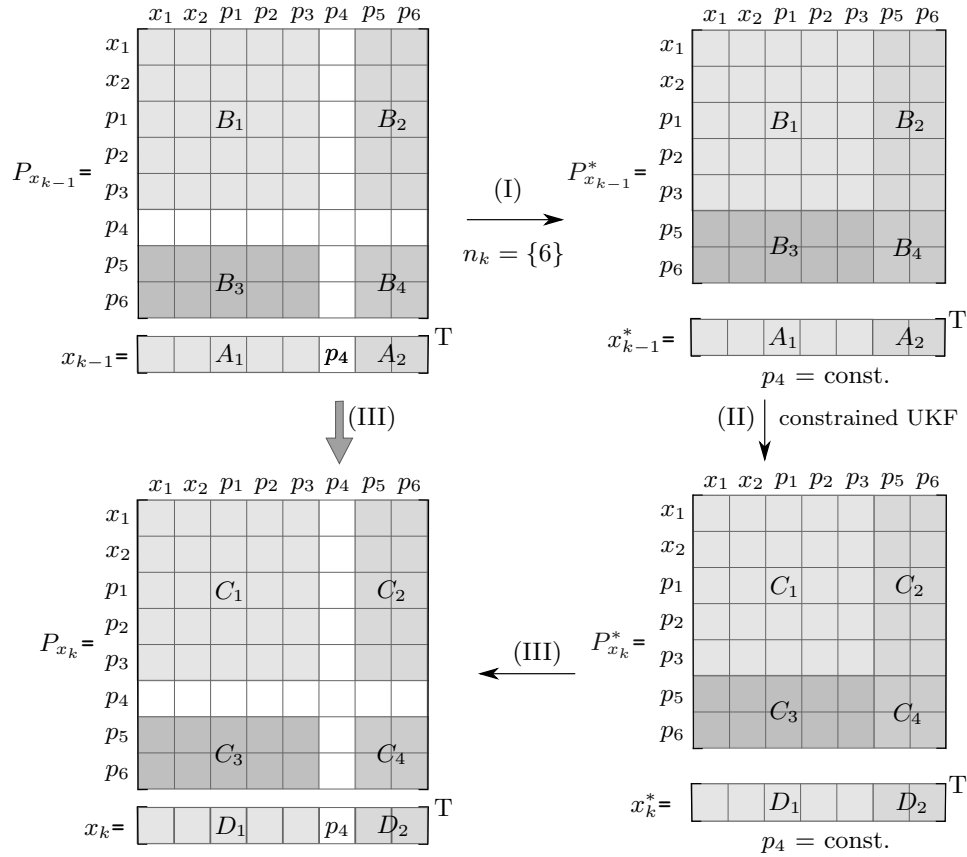 x₁ x₂ p₁ p₂ p₃ p₄ p₅ p₆
x₁
x₂
p₁
p₂
p₃
p₄
p₅
p₆
P_{x_{k−1}}=
B₁ B₂
B₃ B₄
x_{k−1}= A₁ p₄ A₂ T
(I)
n_k = {6}
x₁ x₂ p₁ p₂ p₃ p₅ p₆
x₁
x₂
p₁
p₂
p₃
p₅
p₆
P*_{x_{k−1}}=
B₁ B₂
B₃ B₄
x*_{k−1}= A₁ A₂ T
p₄ = const.
(III)
(II) constrained UKF
x₁ x₂ p₁ p₂ p₃ p₄ p₅ p₆
x₁
x₂
p₁
p₂
p₃
p₄
p₅
p₆
P_{x_k}=
C₁ C₂
C₃ C₄
x_k= D₁ p₄ D₂ T
(III)
x₁ x₂ p₁ p₂ p₃ p₅ p₆
x₁
x₂
p₁
p₂
p₃
p₅
p₆
P*_{x_k}=
C₁ C₂
C₃ C₄
x*_k= D₁ D₂ T
p₄ = const.